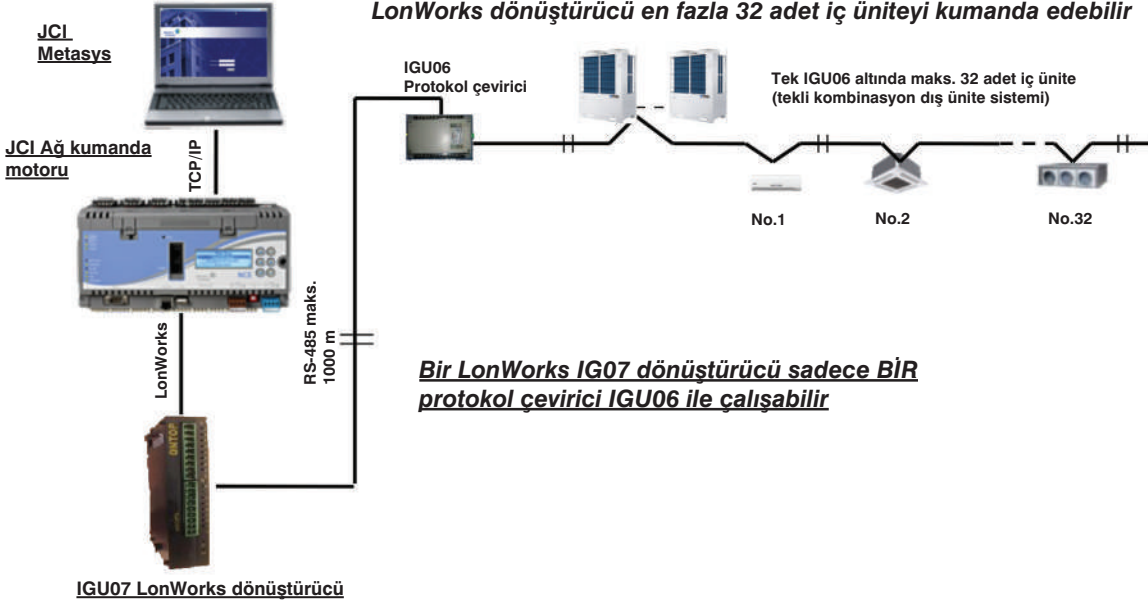 LonWorks dönüştürücü en fazla 32 adet iç üniteyi kumanda edebilir
JCI
Metasys
IGU06
Protokol çevirici
Tek IGU06 altında maks. 32 adet iç ünite
(tekli kombinasyon dış ünite sistemi)
JCI Ağ kumanda
motoru
TCP/IP
No.1
No.2
No.32
NCE
RS-485 maks.
1000 m
LonWorks
Bir LonWorks IG07 dönüştürücü sadece BİR
protokol çevirici IGU06 ile çalışabilir
QNTOP
IGU07 LonWorks dönüştürücü